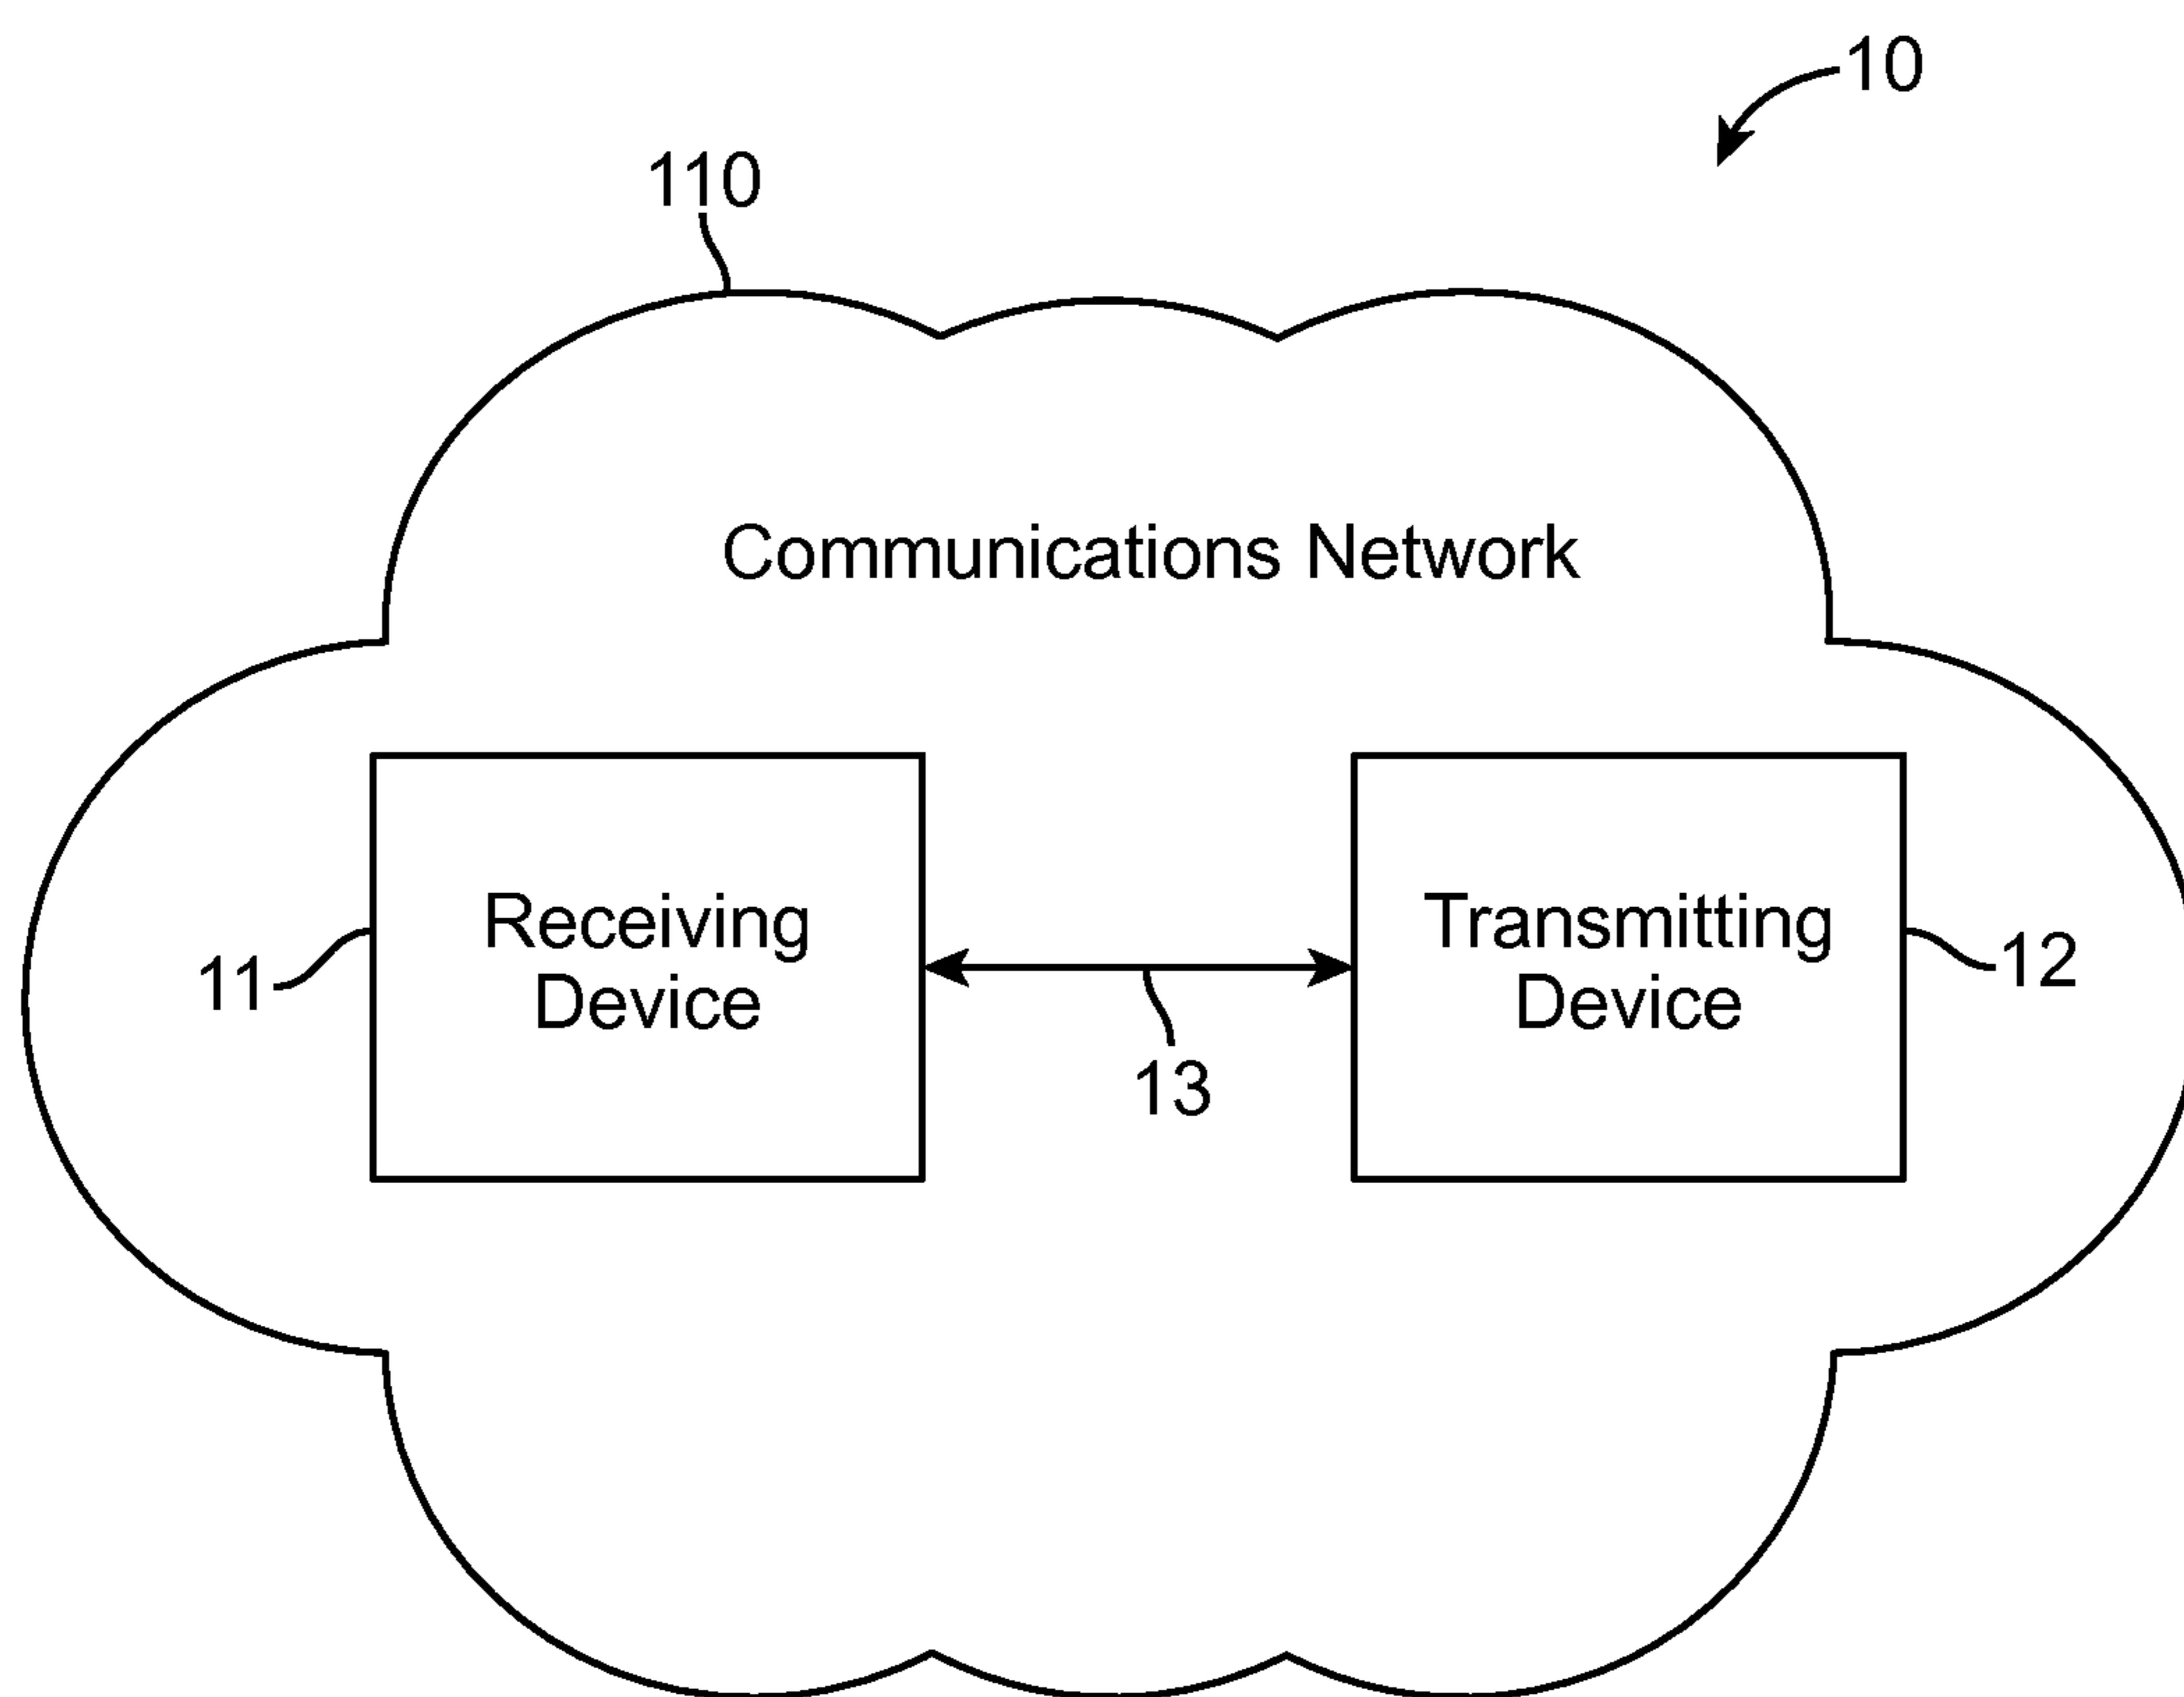 10
110
Communications Network
Receiving
Device
Transmitting
Device
11
12
13